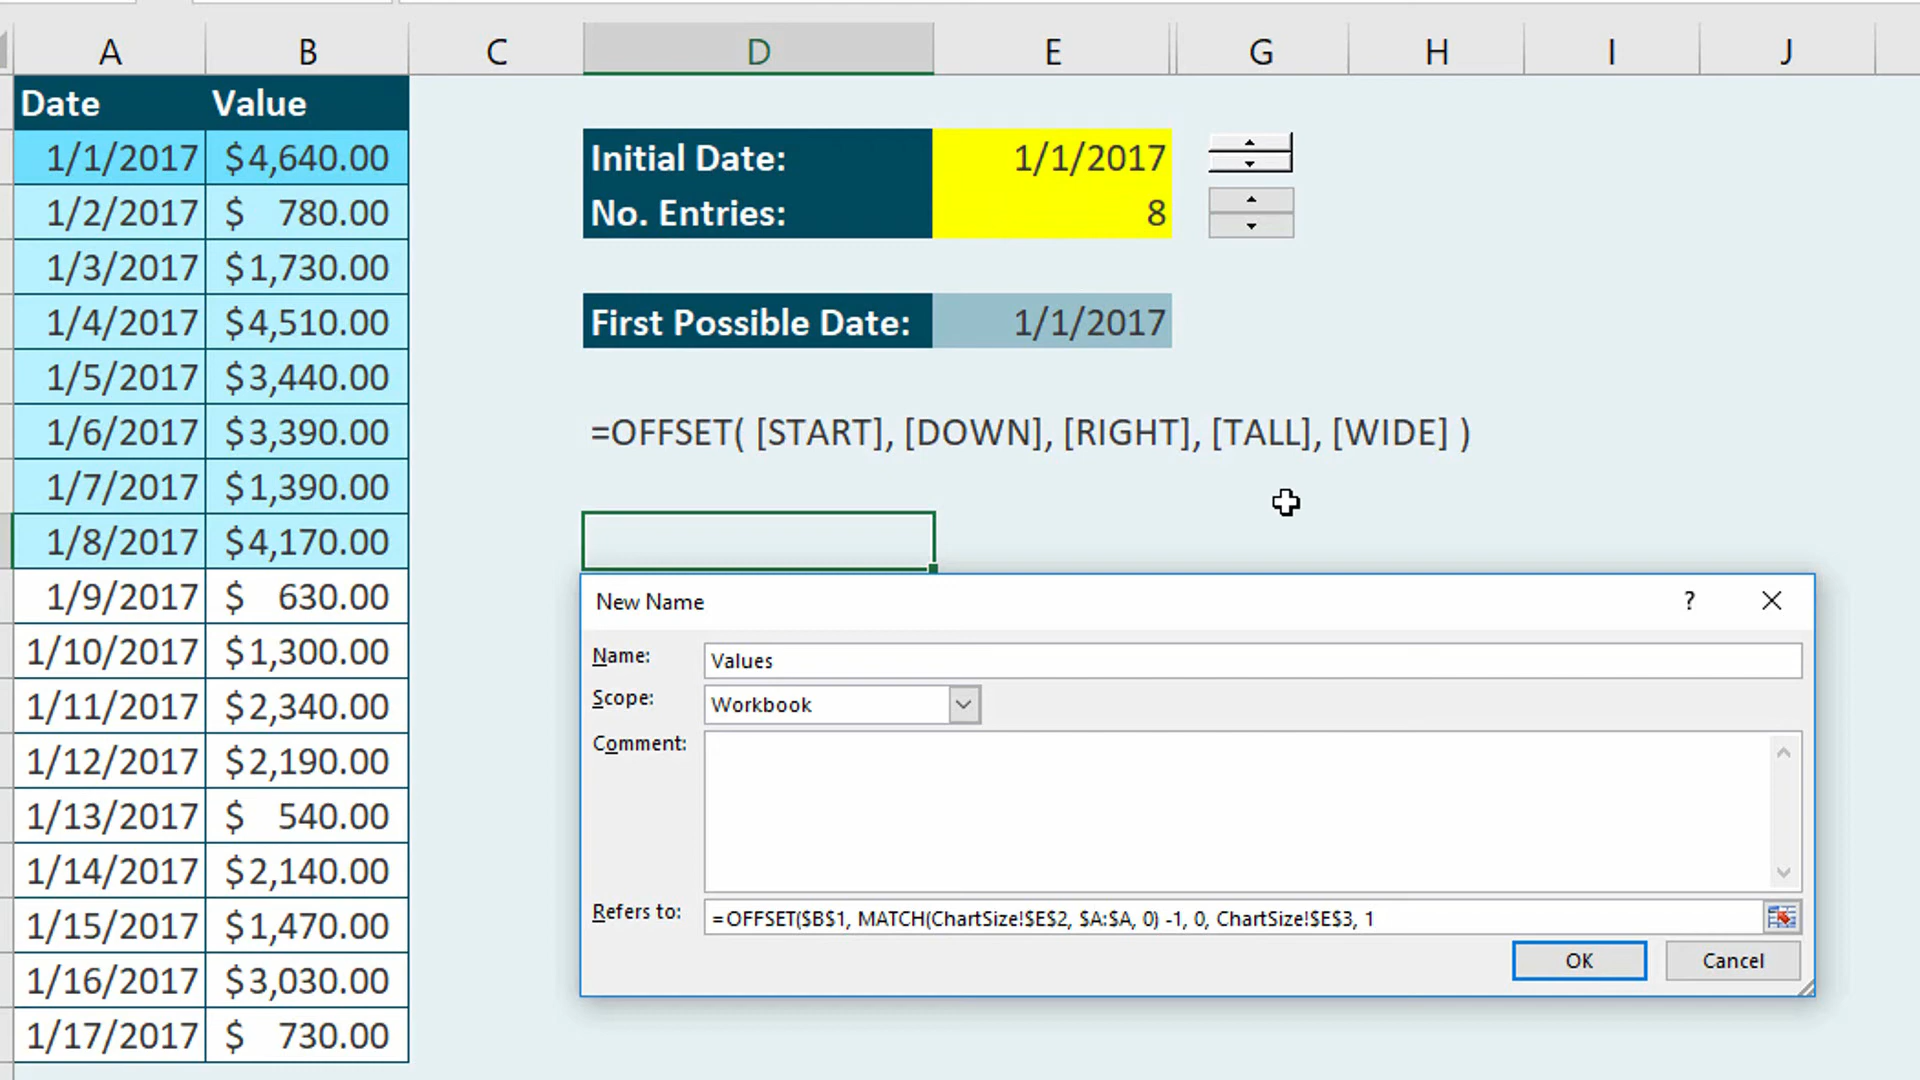 A B C D E G H I J
Date Value
1/1/2017 $4,640.00 Initial Date: 1/1/2017
1/2/2017 $ 780.00 No. Entries: 8
1/3/2017 $1,730.00
1/4/2017 $4,510.00 First Possible Date: 1/1/2017
1/5/2017 $3,440.00
1/6/2017 $3,390.00 =OFFSET( [START], [DOWN], [RIGHT], [TALL], [WIDE] )
1/7/2017 $1,390.00
1/8/2017 $4,170.00
1/9/2017 $ 630.00
1/10/2017 $1,300.00
1/11/2017 $2,340.00
1/12/2017 $2,190.00
1/13/2017 $ 540.00
1/14/2017 $2,140.00
1/15/2017 $1,470.00
1/16/2017 $3,030.00
1/17/2017 $ 730.00
New Name ?
Name: Values
Scope: Workbook
Comment:
Refers to: =OFFSET($B$1, MATCH(ChartSize!$E$2, $A:$A, 0) -1, 0, ChartSize!$E$3, 1
OK Cancel